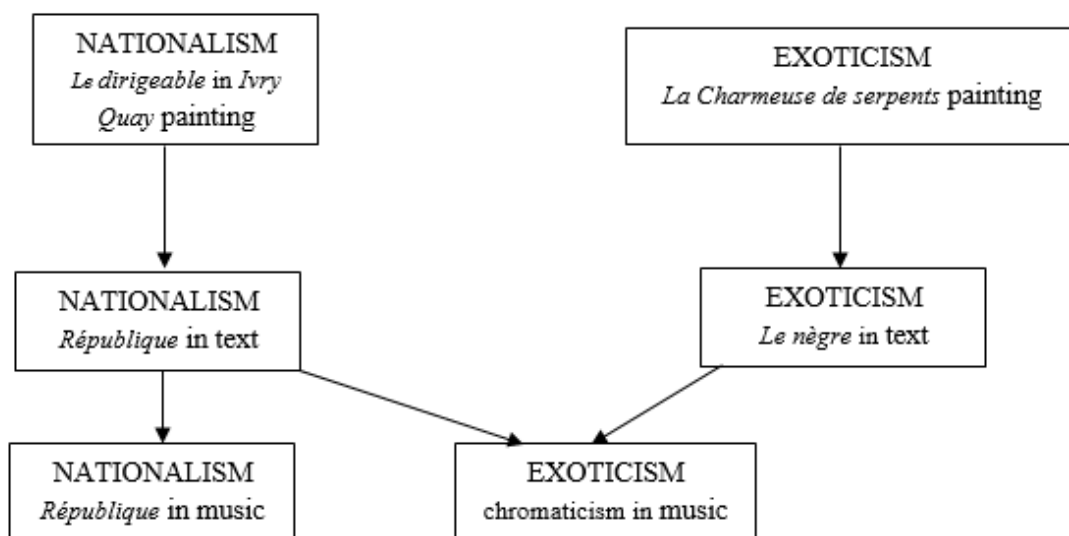 NATIONALISM
Le dirigeable in Ivry
Quay painting
EXOTICISM
La Charmeuse de serpents painting
NATIONALISM
République in text
EXOTICISM
Le nègre in text
NATIONALISM
République in music
EXOTICISM
chromaticism in music